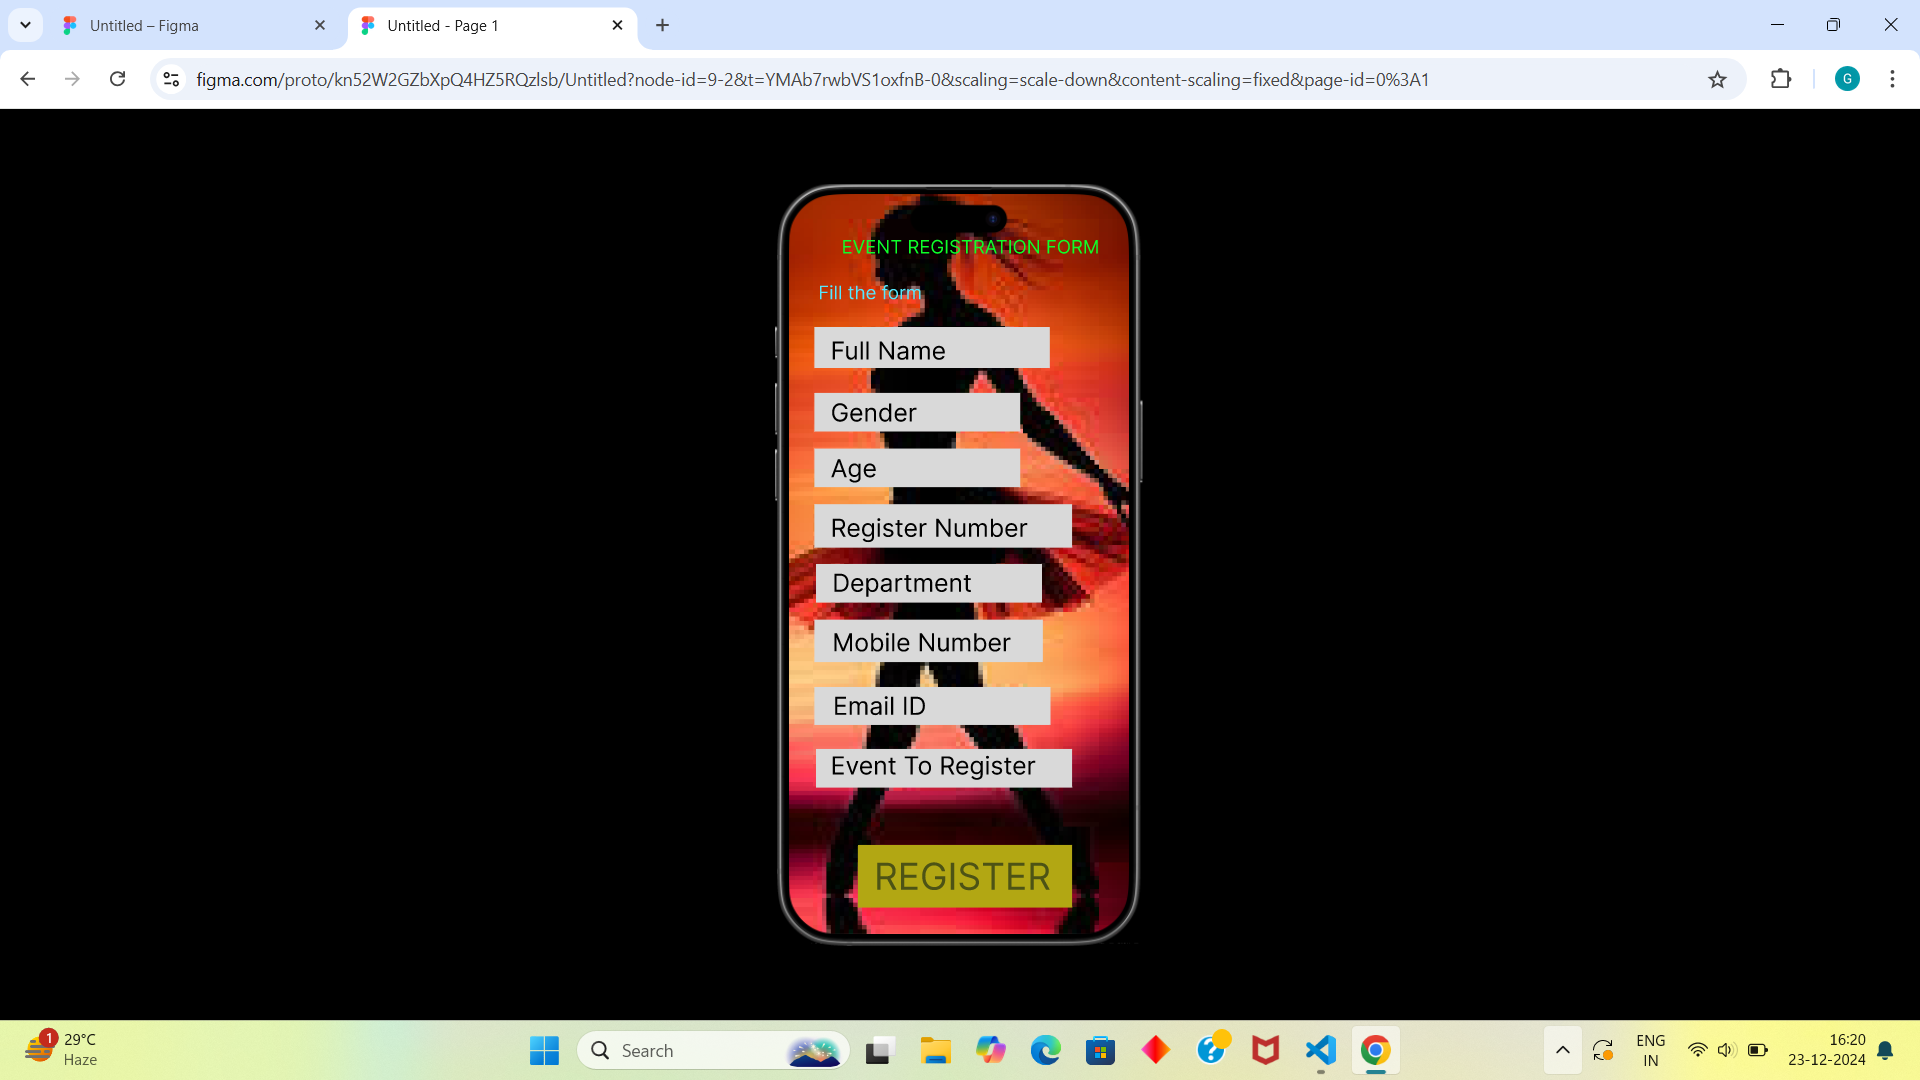 Untitled – Figma
Untitled - Page 1
figma.com/proto/kn52W2GZbXpQ4HZ5RQzlsb/Untitled?node-id=9-2&t=YMAb7rwbVS1oxfnB-0&scaling=scale-down&content-scaling=fixed&page-id=0%3A1
G
EVENT REGISTRATION FORM
Fill the form
Full Name
Gender
Age
Register Number
Department
Mobile Number
Email ID
Event To Register
REGISTER
1
29°C
Haze
Search
ENG
IN
16:20
23-12-2024